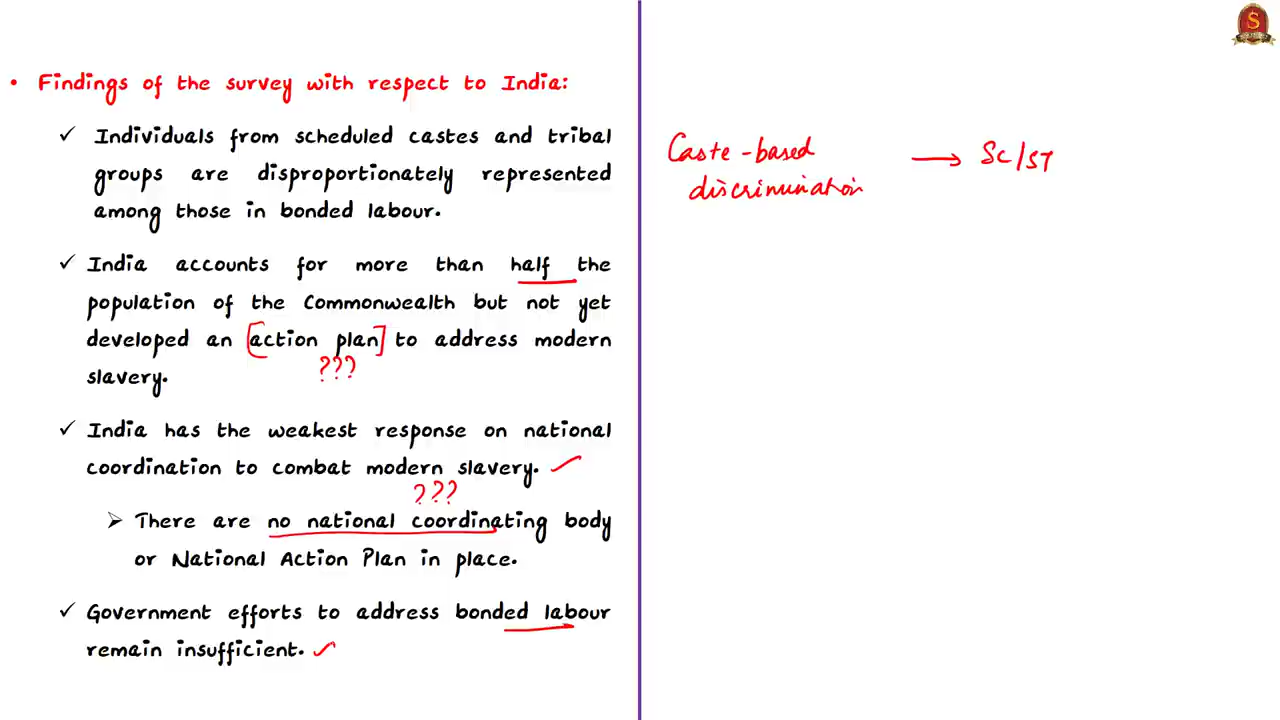 • Findings of the survey with respect to India:
✓ Individuals from scheduled castes and tribal
groups are disproportionately represented
among those in bonded labour.
✓ India accounts for more than half the
population of the Commonwealth but not yet
developed an [action plan] to address modern
???
slavery.
✓ India has the weakest response on national
coordination to combat modern slavery. ✓
???
➢ There are no national coordinating body
or National Action Plan in place.
✓ Government efforts to address bonded labour
remain insufficient. ✓
Caste-based → SC/ST
discrimination
S